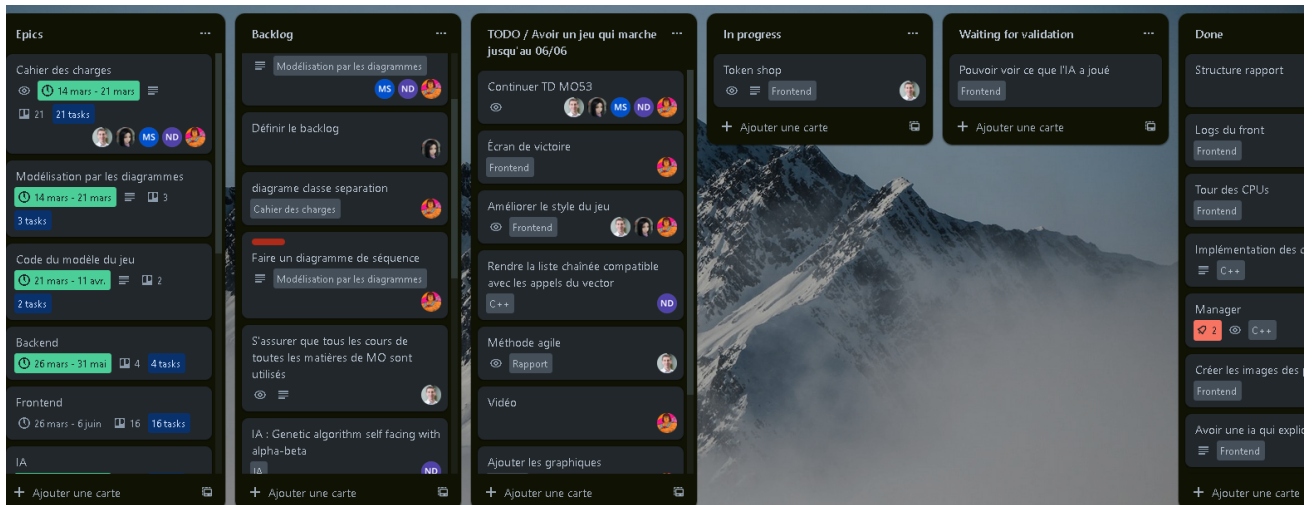 Epics
Cahier des charges
14 mars - 21 mars
21 21 tasks
MS ND
Modélisation par les diagrammes
14 mars - 21 mars 3
3 tasks
Code du modèle du jeu
21 mars - 11 avr. 2
2 tasks
Backend
26 mars - 31 mai 4 4 tasks
Frontend
26 mars - 6 juin 16 16 tasks
IA
+ Ajouter une carte
Backlog
Modélisation par les diagrammes
MS ND
Définir le backlog
diagrame classe separation
Cahier des charges
Faire un diagramme de séquence
Modélisation par les diagrammes
S'assurer que tous les cours de
toutes les matières de MO sont
utilisés
IA : Genetic algorithm self facing with
alpha-beta
IA ND
+ Ajouter une carte
TODO / Avoir un jeu qui marche
jusqu'au 06/06
Continuer TD MO53
MS ND
Écran de victoire
Frontend
Améliorer le style du jeu
Frontend
Rendre la liste chaînée compatible
avec les appels du vector
C++ ND
Méthode agile
Rapport
Vidéo
Ajouter les graphiques
+ Ajouter une carte
In progress
Token shop
Frontend
+ Ajouter une carte
Waiting for validation
Pouvoir voir ce que l'IA a joué
Frontend
+ Ajouter une carte
Done
Structure rapport
Logs du front
Frontend
Tour des CPUs
Frontend
Implémentation des
C++
Manager
2 C++
Créer les images des
Frontend
Avoir une ia qui
Frontend
+ Ajouter une carte